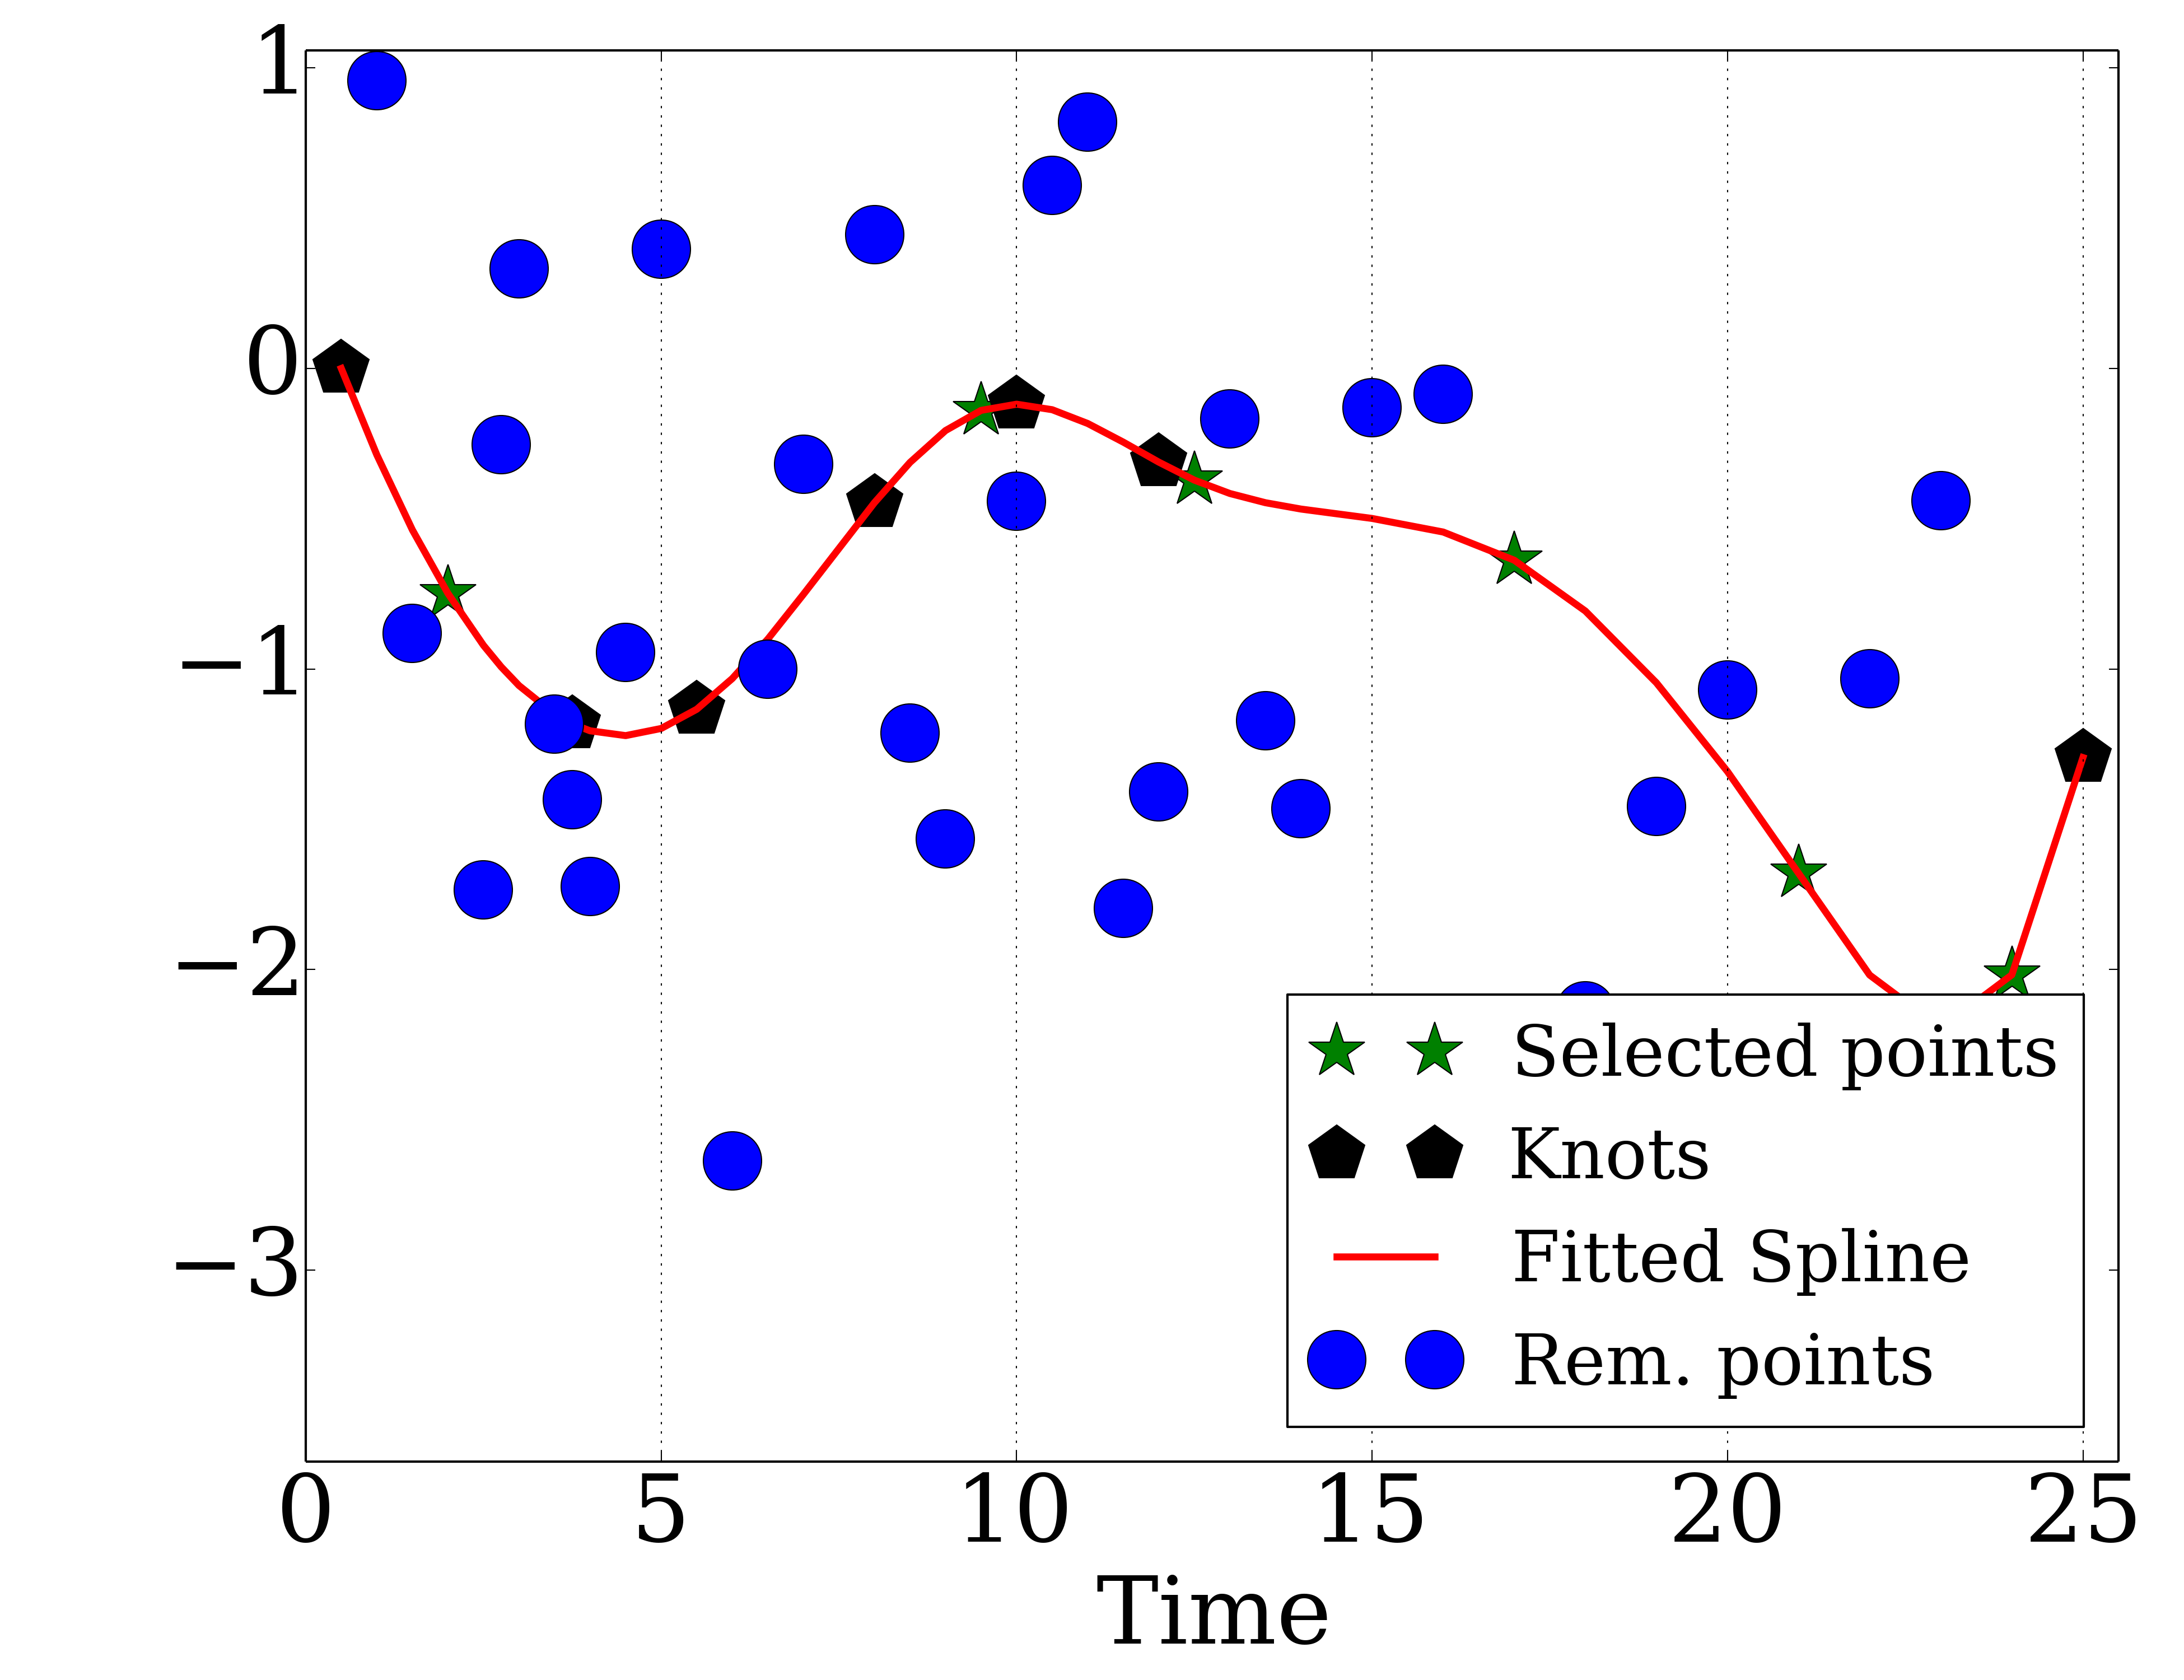 1
0
−1
−2
−3
0 5 10 15 20 25
Time
Selected points
Knots
Fitted Spline
Rem. points